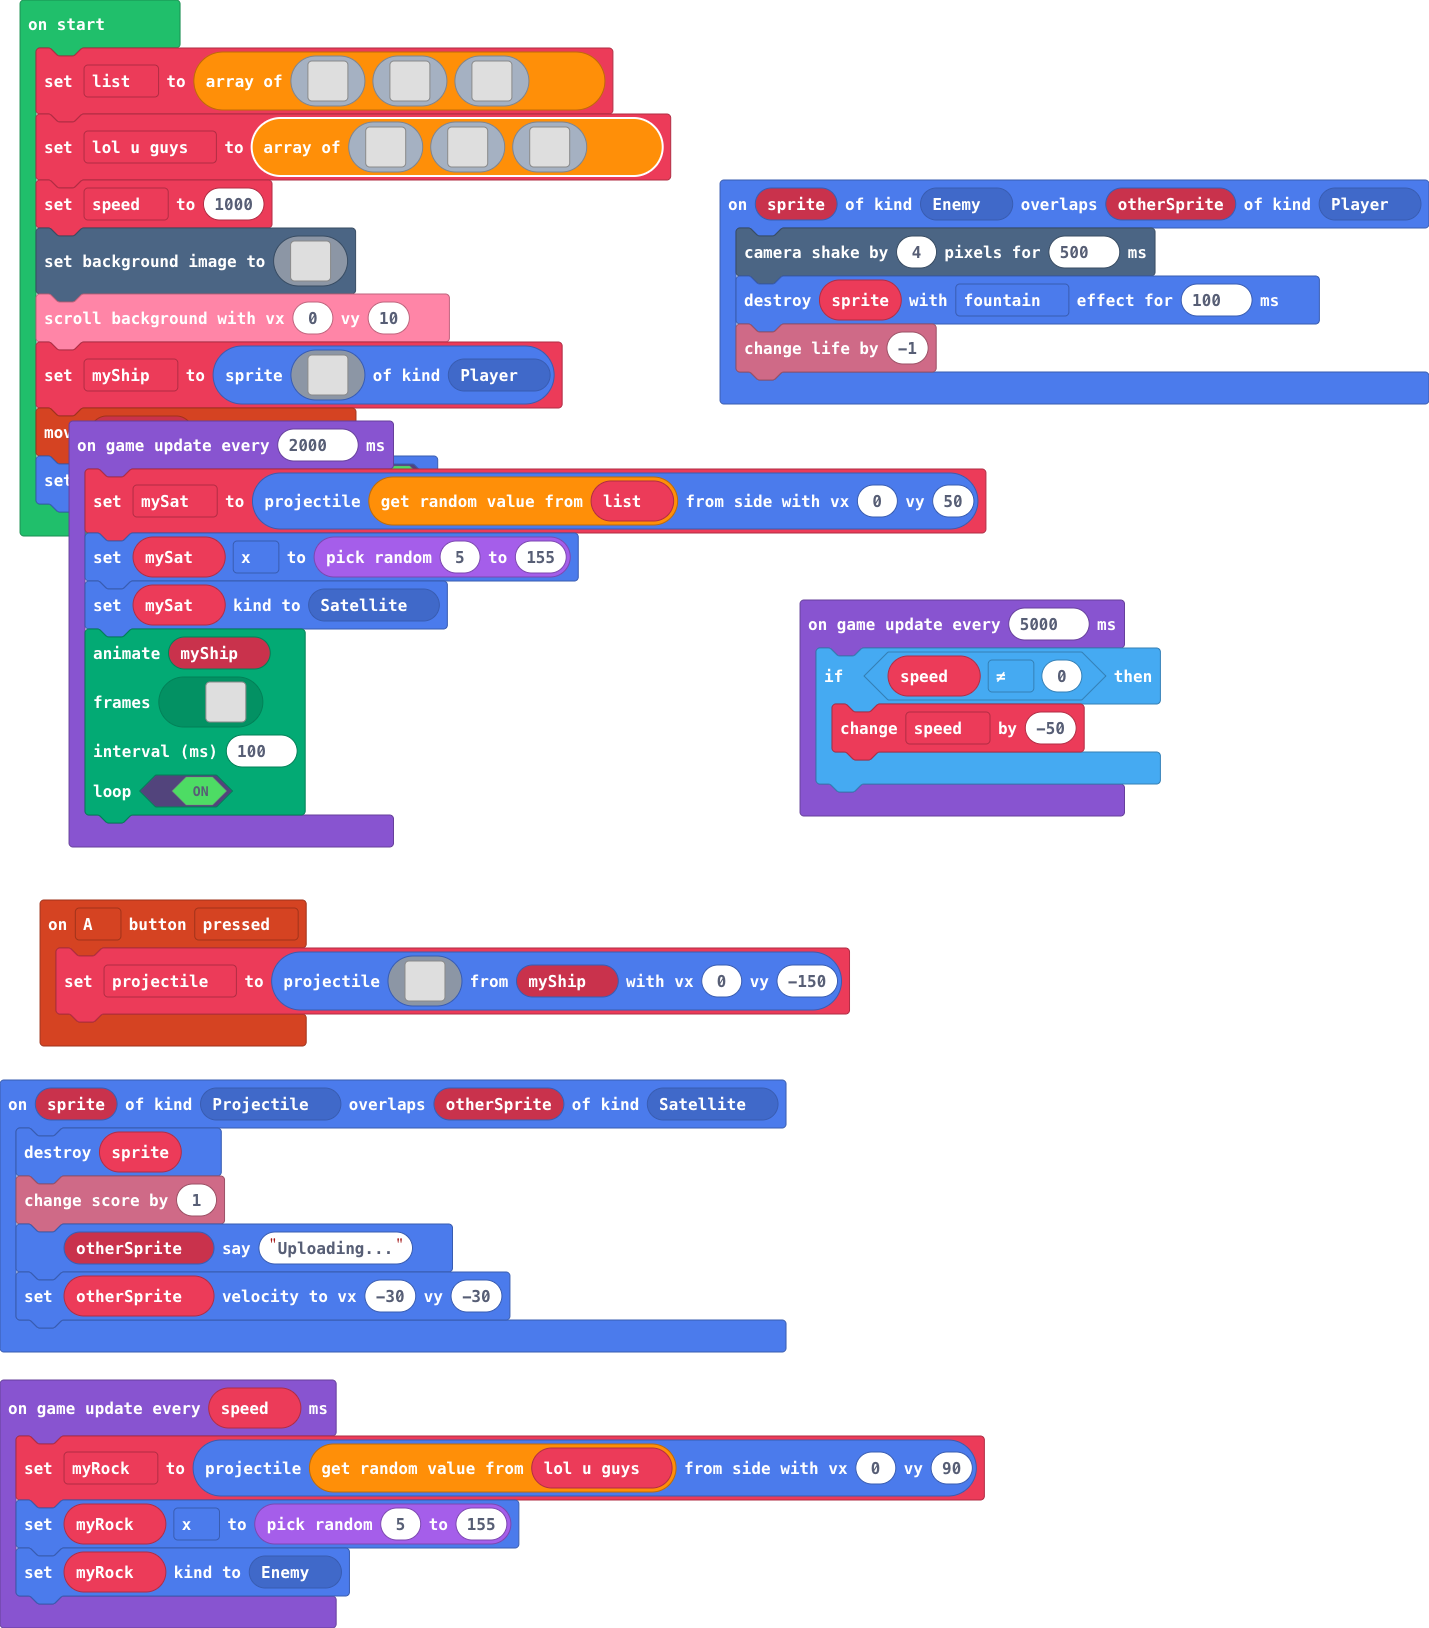 on start
set list to array of
set lol u guys to array of
set speed to 1000
set background image to
scroll background with vx 0 vy 10
set myShip to sprite of kind Player
mov
set
on sprite of kind Enemy overlaps otherSprite of kind Player
camera shake by 4 pixels for 500 ms
destroy sprite with fountain effect for 100 ms
change life by -1
on game update every 2000 ms
set mySat to projectile get random value from list from side with vx 0 vy 50
set mySat x to pick random 5 to 155
set mySat kind to Satellite
animate myShip
frames
interval (ms) 100
loop ON
on game update every 5000 ms
if speed ≠ 0 then
change speed by -50
on A button pressed
set projectile to projectile from myShip with vx 0 vy -150
on sprite of kind Projectile overlaps otherSprite of kind Satellite
destroy sprite
change score by 1
otherSprite say "Uploading..."
set otherSprite velocity to vx -30 vy -30
on game update every speed ms
set myRock to projectile get random value from lol u guys from side with vx 0 vy 90
set myRock x to pick random 5 to 155
set myRock kind to Enemy